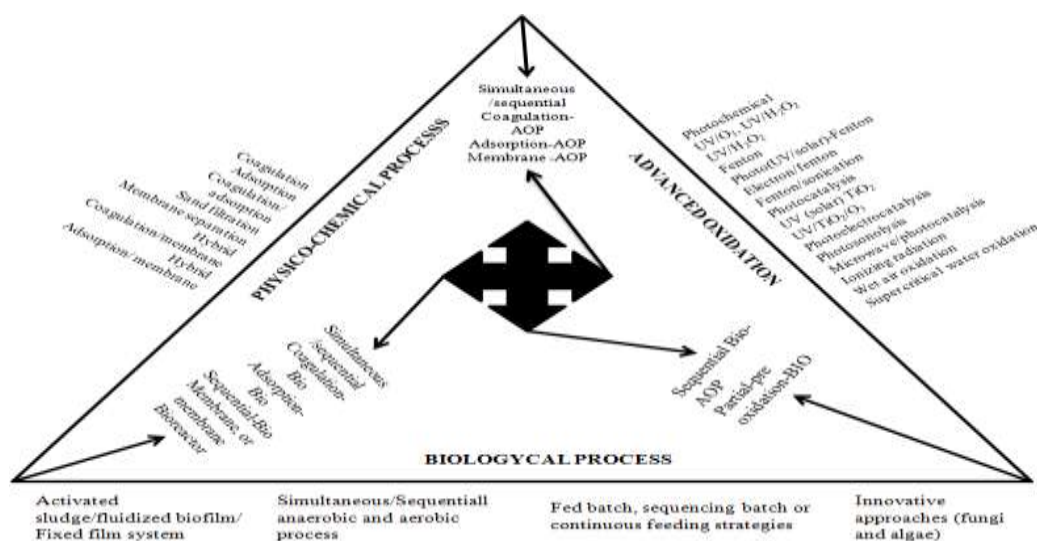 Simultaneous
/sequential
Coagulation-
AOP
Adsorption-AOP
Membrane -AOP
PHYSICO-CHEMICAL PROCESSS
Coagulation
Adsorption
Coagulation/
adsorption
Sand filtration
Membrane separation
Hybrid
Coagulation/membrane
Hybrid
Adsorption/membrane
ADVANCED OXIDATION
Photochemical
UV/O₃, UV/H₂O₂
UV/H₂O₂
Fenton
Photo(UV/solar)-Fenton
Electron/fenton
Fenton/sonication
Photocatalysis
UV (solar) TiO₂
UV/TiO₂/O₃
Photoelectrocatalysis
Photosonolysis
Microwave/photocatalysis
Ionizing radiation
Wet air oxidation
Super critical water oxidation
Simultaneous
/sequential
Coagulation-
Bio
Adsorption-
Bio
Sequential-Bio
Membrane, or
membrane
Bioreactor
Sequential Bio-
AOP
Partial-pre
oxidation-BIO
BIOLOGYCAL PROCESS
Activated
sludge/fluidized biofilm/
Fixed film system
Simultaneous/Sequentiall
anaerobic and aerobic
process
Fed batch, sequencing batch or
continuous feeding strategies
Innovative
approaches (fungi
and algae)